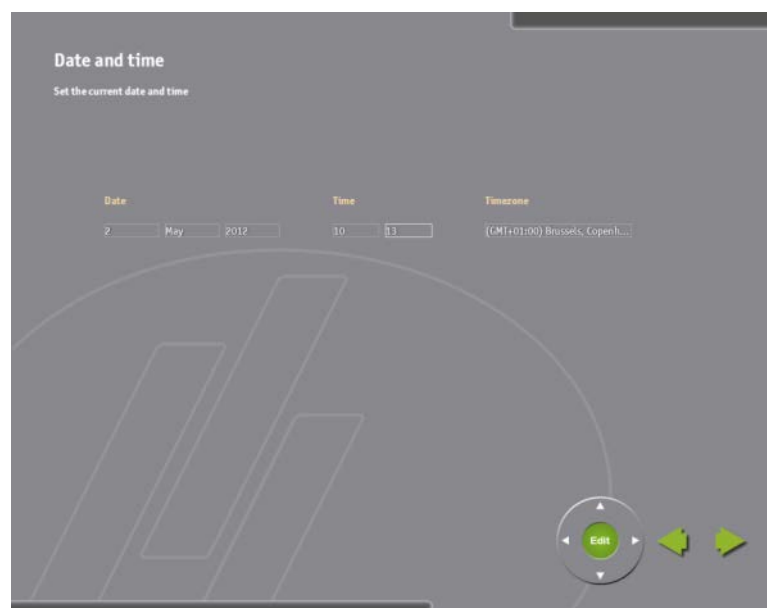 Date and time
Set the current date and time
Date Time Timezone
2 May 2012 10 13 (GMT+01:00) Brussels, Copenh...
Edit